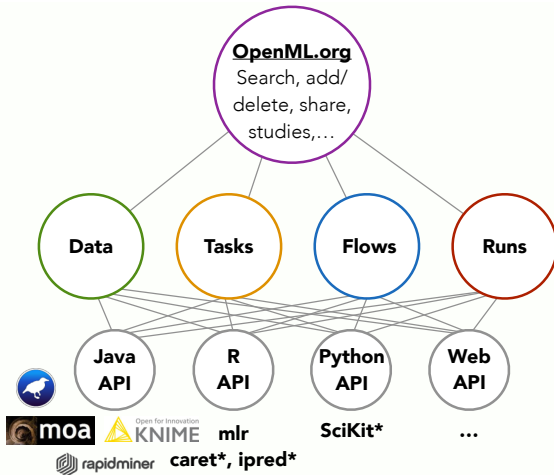 OpenML.org
Search, add/
delete, share,
studies,...
Data
Tasks
Flows
Runs
Java
API
R
API
Python
API
Web
API
moa
Open for Innovation
KNIME
mlr
SciKit*
...
rapidminer
caret*, ipred*